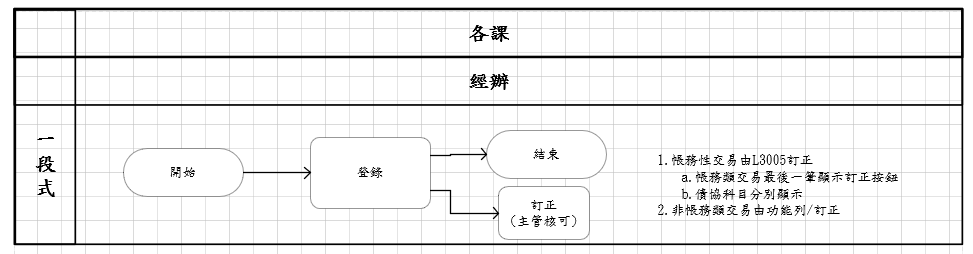 各課
經辦
一段式
開始
登錄
結束
訂正
(主管核可)
1.帳務性交易由L3005訂正
a.帳務類交易最後一筆顯示訂正按鈕
b.債協科目分別顯示
2.非帳務類交易由功能列/訂正